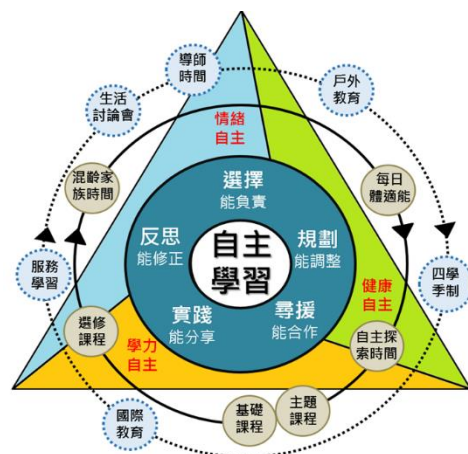 導師
時間
戶外
教育
生活
討論會
情緒
自主
混齡家
族時間
每日
體適能
選擇
能負責
反思
能修正
自主
學習
規劃
能調整
服務
學習
四學
季制
健康
自主
實踐
能分享
尋援
能合作
選修
課程
學力
自主
自主探
索時間
基礎
課程
主題
課程
國際
教育